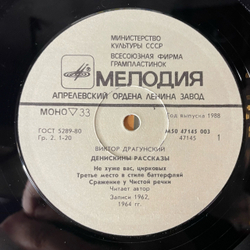 МИНИСТЕРСТВО
КУЛЬТУРЫ СССР
ВСЕСОЮЗНАЯ ФИРМА
ГРАМПЛАСТИНОК
МЕЛОДИЯ
АПРЕЛЕВСКИЙ ОРДЕНА ЛЕНИНА ЗАВОД
МОНО 33
Год выпуска 1988
ГОСТ 5289-80
М50 47145 003
Гр. 2. 1-20
47145 1
ВИКТОР ДРАГУНСКИЙ
ДЕНИСКИНЫ РАССКАЗЫ
Не хуже вас, цирковых
Третье место в стиле баттерфляй
Сражение у Чистой речки
Читает автор
Записи 1962,
1964 гг.